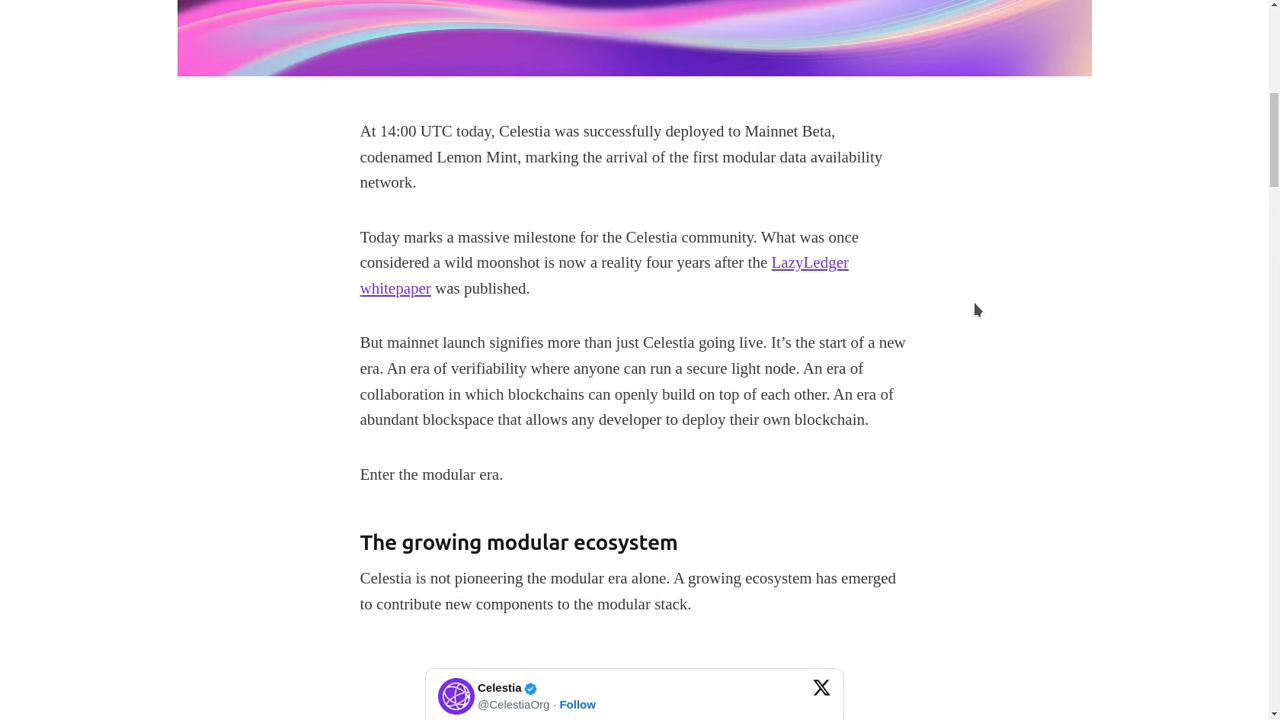 At 14:00 UTC today, Celestia was successfully deployed to Mainnet Beta,
codenamed Lemon Mint, marking the arrival of the first modular data availability
network.
Today marks a massive milestone for the Celestia community. What was once
considered a wild moonshot is now a reality four years after the LazyLedger
whitepaper was published.
But mainnet launch signifies more than just Celestia going live. It’s the start of a new
era. An era of verifiability where anyone can run a secure light node. An era of
collaboration in which blockchains can openly build on top of each other. An era of
abundant blockspace that allows any developer to deploy their own blockchain.
Enter the modular era.
The growing modular ecosystem
Celestia is not pioneering the modular era alone. A growing ecosystem has emerged
to contribute new components to the modular stack.
Celestia
@CelestiaOrg · Follow